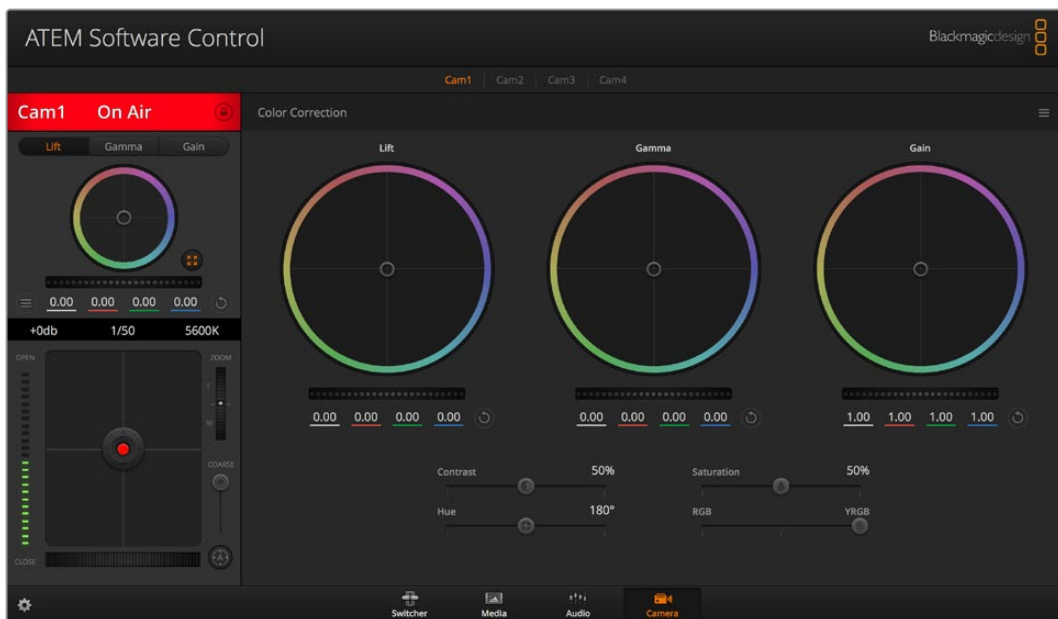 ATEM Software Control
Blackmagicdesign
Cam1 Cam2 Cam3 Cam4
Cam1 On Air
Color Correction
Lift Gamma Gain
Lift Gamma Gain
0.00 0.00 0.00 0.00
+0db 1/50 5600K
OPEN ZOOM
T
W
COARSE
A
CLOSE
0.00 0.00 0.00 0.00
0.00 0.00 0.00 0.00
1.00 1.00 1.00 1.00
Contrast 50%
Saturation 50%
Hue 180°
RGB YRGB
Switcher Media Audio Camera